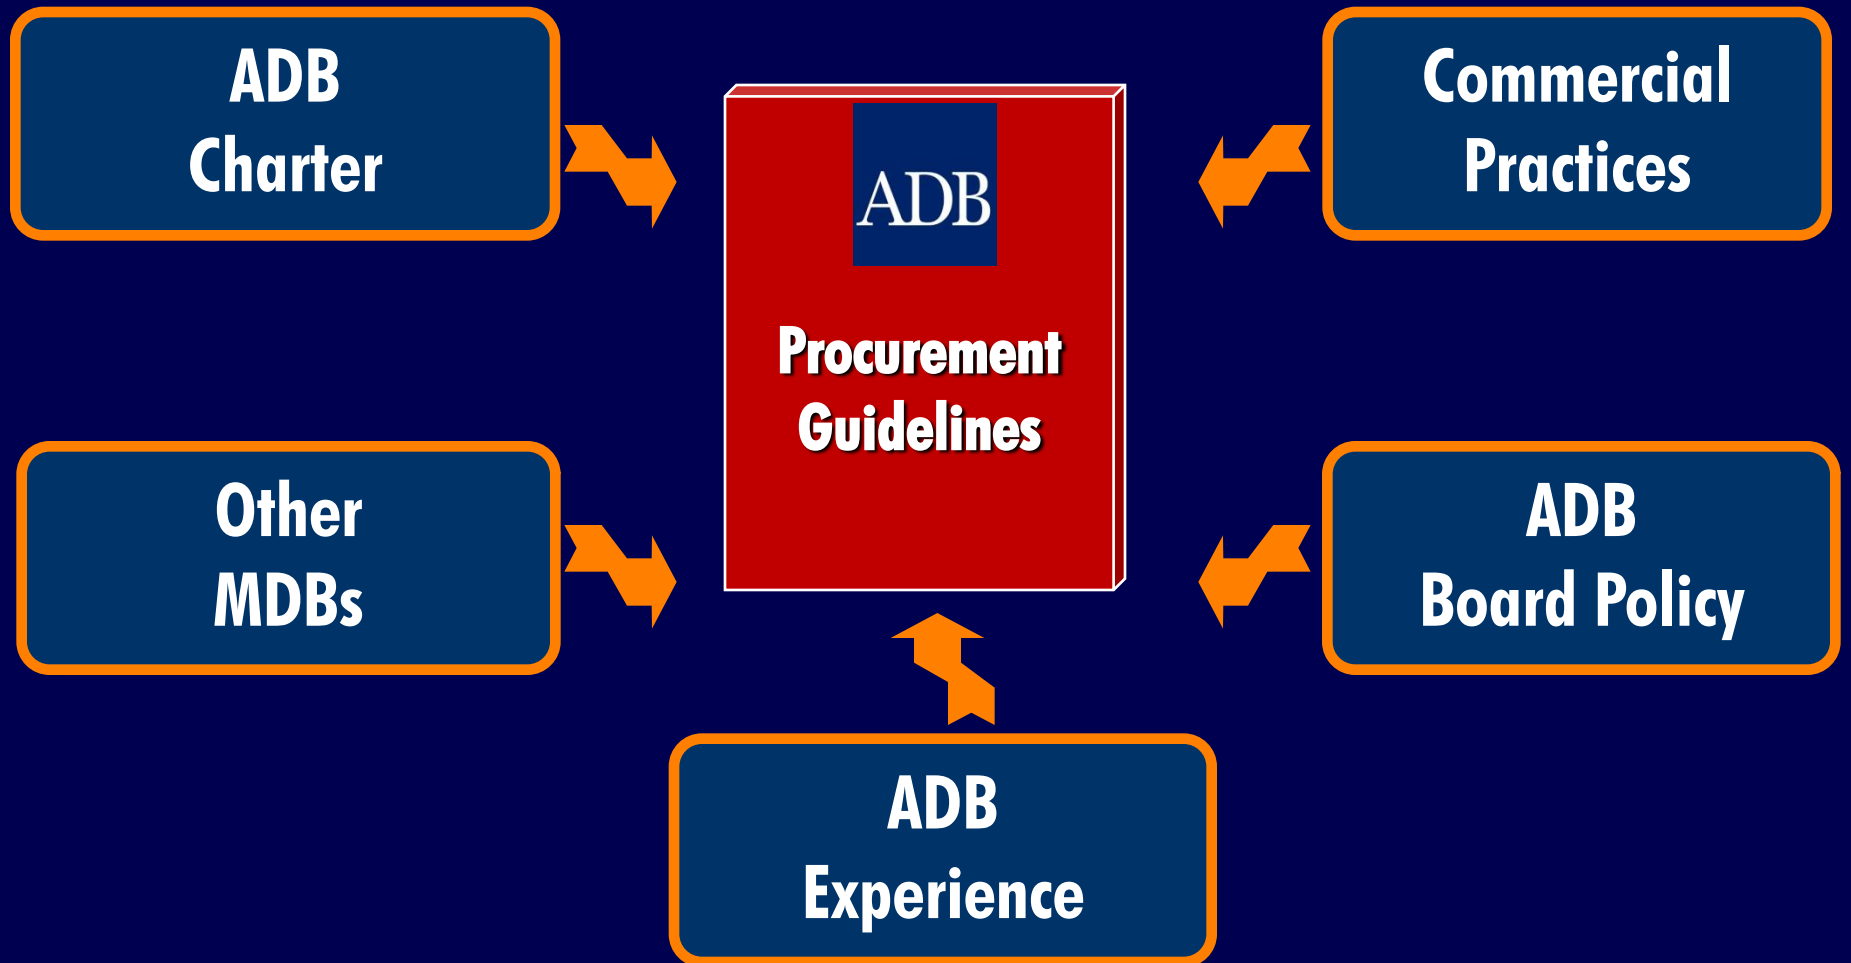 ADB
Charter
Commercial
Practices
ADB
Procurement
Guidelines
Other
MDBs
ADB
Board Policy
ADB
Experience